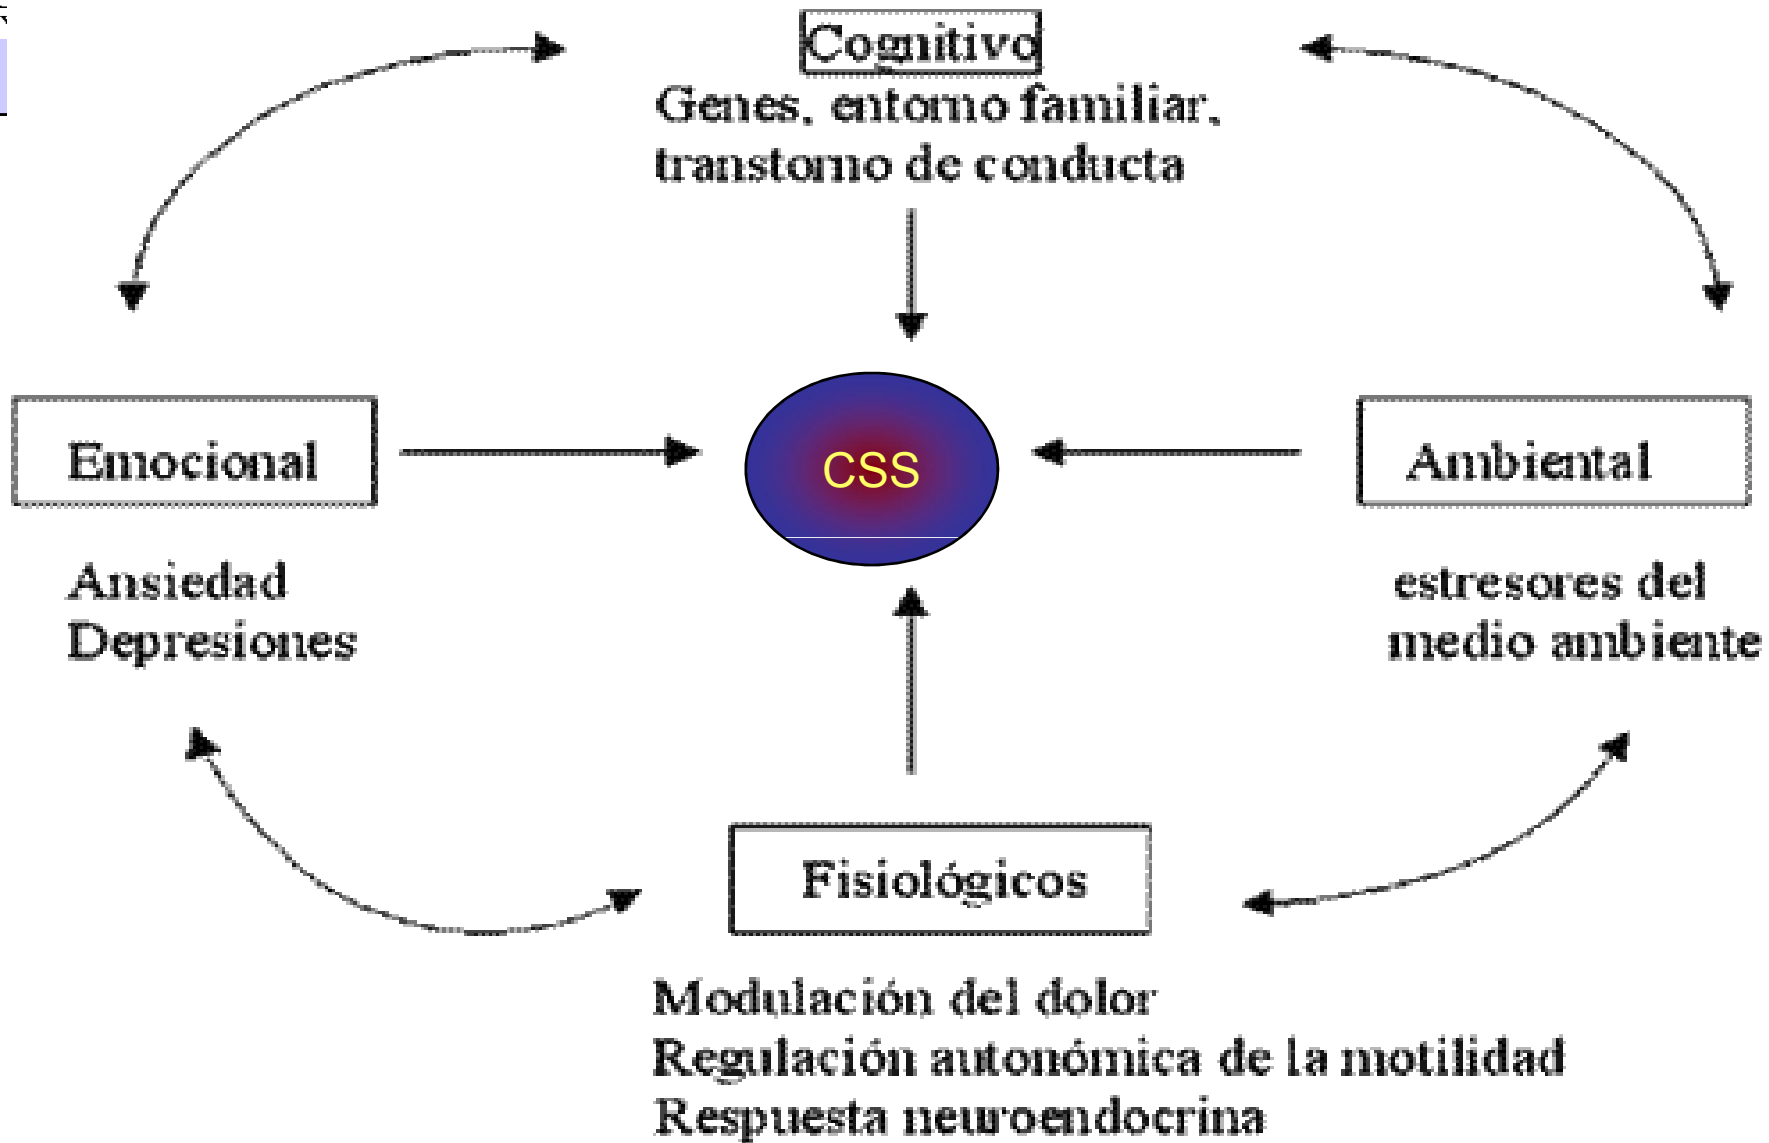 Cognitivo
Genes, entorno familiar,
transtorno de conducta
Emocional
CSS
Ambiental
Ansiedad
Depresiones
estresores del
medio ambiente
Fisiológicos
Modulación del dolor
Regulación autonómica de la motilidad
Respuesta neuroendocrina